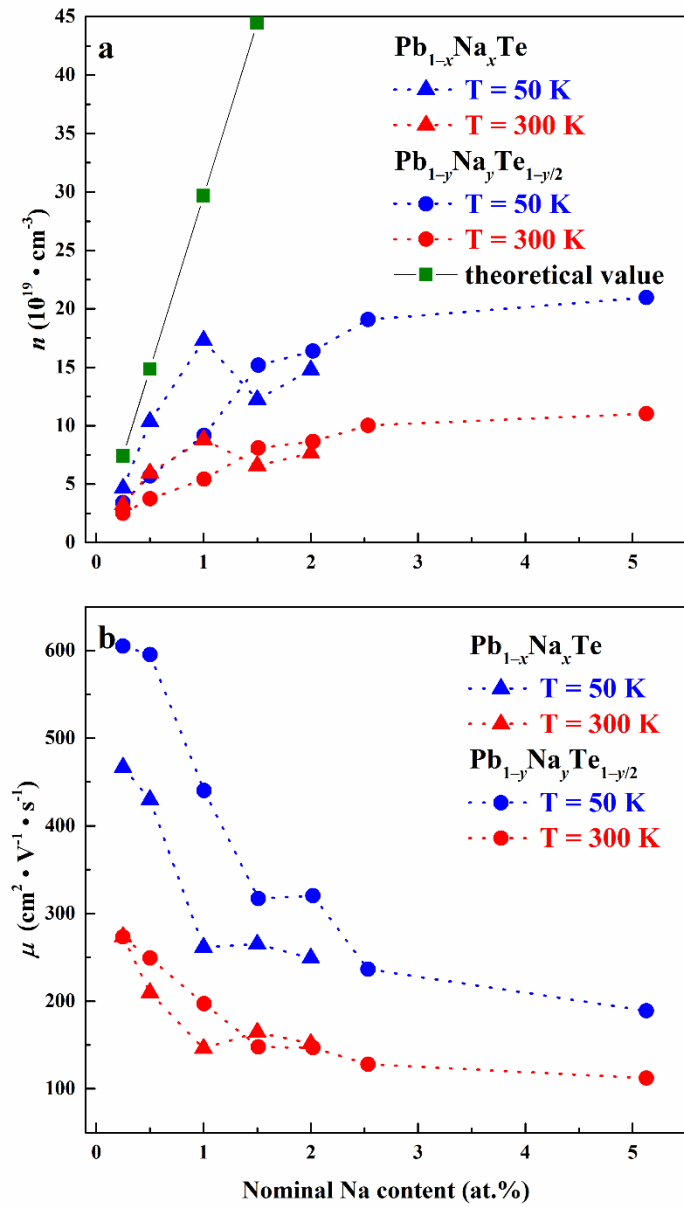 a
Pb₁₋ₓNaₓTe
T = 50 K
T = 300 K
Pb₁₋yNayTe₁₋y/₂
T = 50 K
T = 300 K
theoretical value
n (10¹⁹ • cm⁻³)
45
40
35
30
25
20
15
10
5
0
0 1 2 3 4 5
b
Pb₁₋ₓNaₓTe
T = 50 K
T = 300 K
Pb₁₋yNayTe₁₋y/₂
T = 50 K
T = 300 K
μ (cm² • V⁻¹ • s⁻¹)
600
500
400
300
200
100
0 1 2 3 4 5
Nominal Na content (at.%)